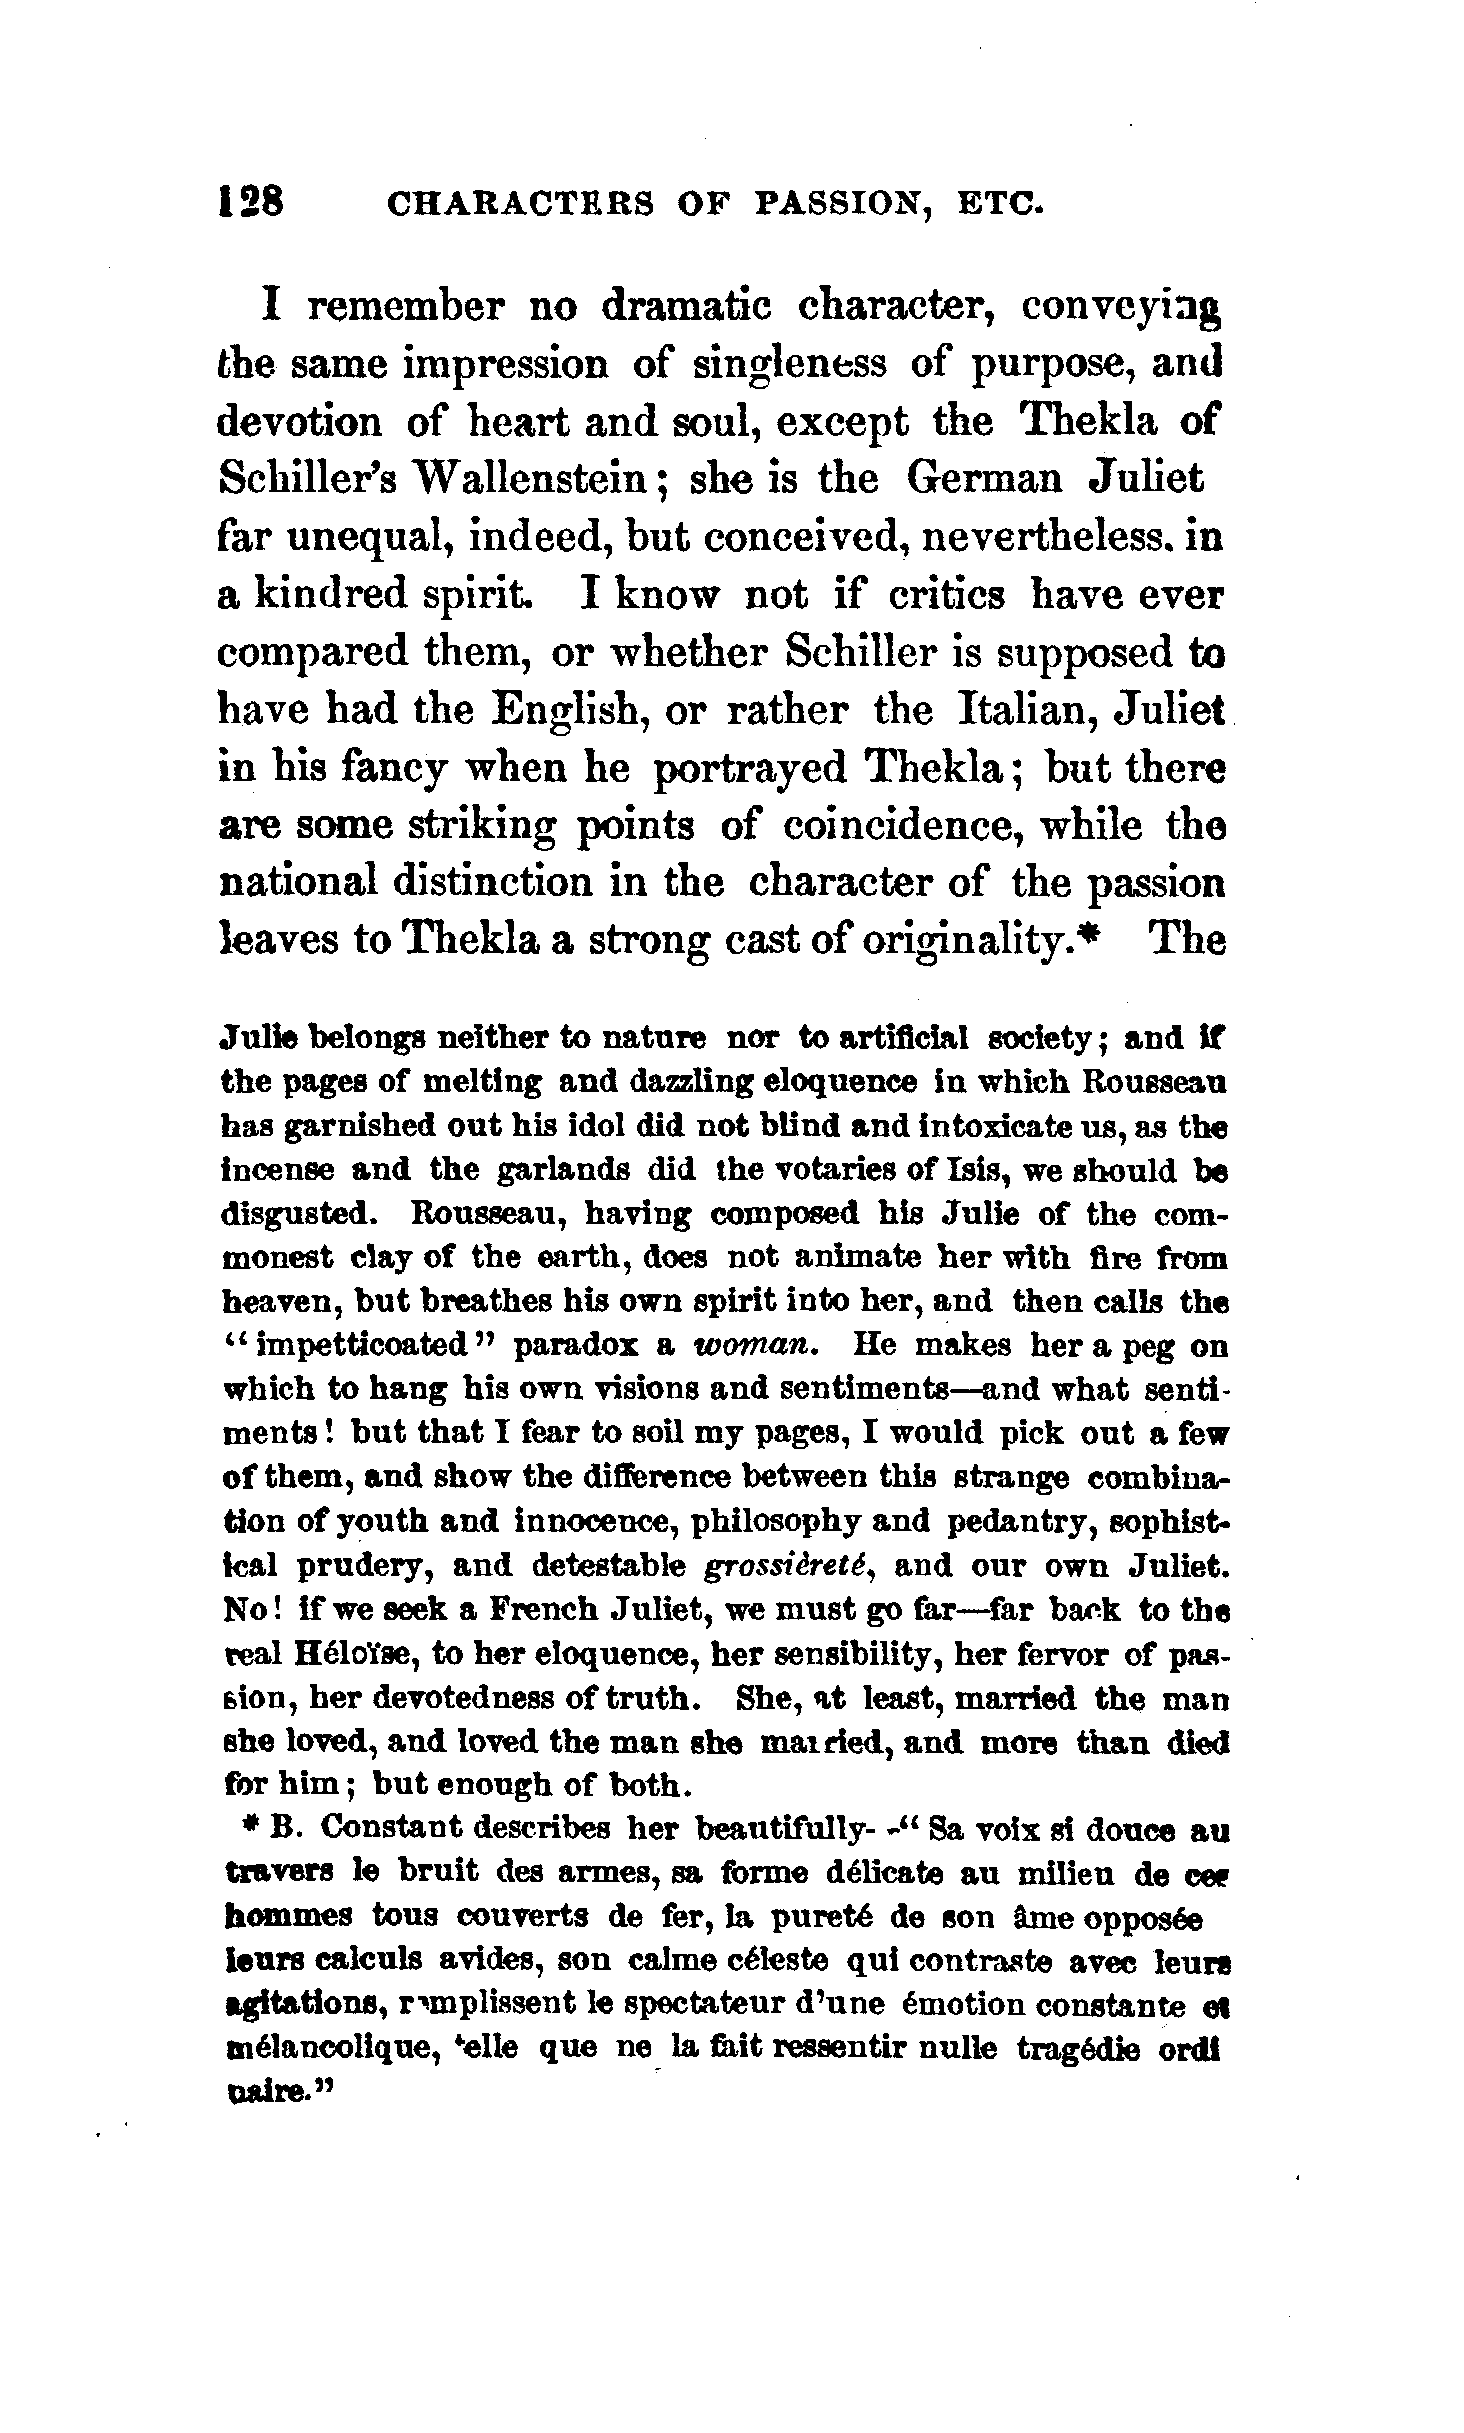 128 CHARACTERS OF PASSION, ETC.
I remember no dramatic character, conveying
the same impression of singleness of purpose, and
devotion of heart and soul, except the Thekla of
Schiller's Wallenstein; she is the German Juliet
far unequal, indeed, but conceived, nevertheless. in
a kindred spirit. I know not if critics have ever
compared them, or whether Schiller is supposed to
have had the English, or rather the Italian, Juliet
in his fancy when he portrayed Thekla; but there
are some striking points of coincidence, while the
national distinction in the character of the passion
leaves to Thekla a strong cast of originality.* The
Julie belongs neither to nature nor to artificial society; and if
the pages of melting and dazzling eloquence in which Rousseau
has garnished out his idol did not blind and intoxicate us, as the
incense and the garlands did the votaries of Isis, we should be
disgusted. Rousseau, having composed his Julie of the com-
monest clay of the earth, does not animate her with fire from
heaven, but breathes his own spirit into her, and then calls the
“impetticoated” paradox a woman. He makes her a peg on
which to hang his own visions and sentiments—and what senti-
ments! but that I fear to soil my pages, I would pick out a few
of them, and show the difference between this strange combina-
tion of youth and innocence, philosophy and pedantry, sophist-
ical prudery, and detestable grossièreté, and our own Juliet.
No! if we seek a French Juliet, we must go far—far back to the
real Héloïse, to her eloquence, her sensibility, her fervor of pas-
sion, her devotedness of truth. She, at least, married the man
she loved, and loved the man she married, and more than died
for him; but enough of both.
* B. Constant describes her beautifully--“Sa voix si douce au
travers le bruit des armes, sa forme délicate au milieu de ces
hommes tous couverts de fer, la pureté de son âme opposée
leurs calculs avides, son calme céleste qui contraste avec leurs
agitations, remplissent le spectateur d'une émotion constante et
mélancolique, telle que ne la fait ressentir nulle tragédie ordi
naire.”